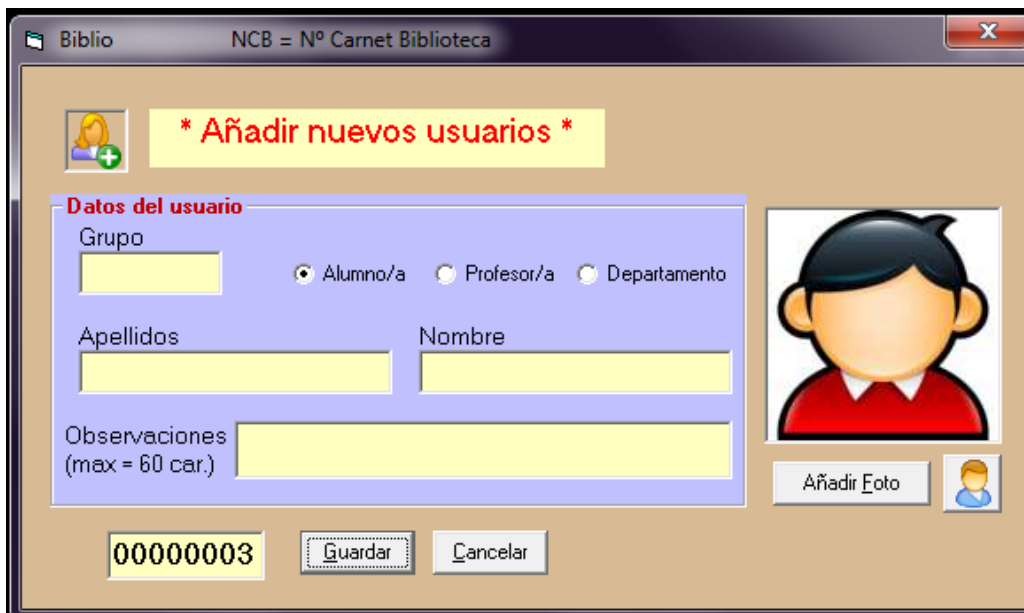 Biblio NCB = Nº Carnet Biblioteca
* Añadir nuevos usuarios *
Datos del usuario
Grupo
Alumno/a Profesor/a Departamento
Apellidos Nombre
Observaciones
(max = 60 car.)
Añadir Foto
00000003 Guardar Cancelar